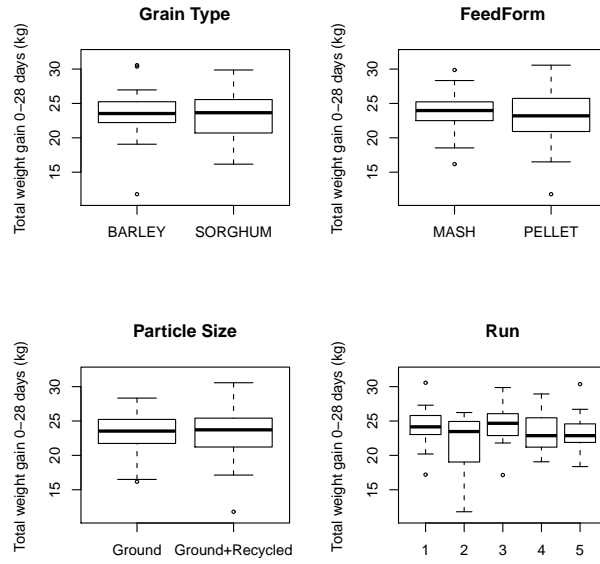 Grain Type
Total weight gain 0−28 days (kg)
30
25
20
15
BARLEY SORGHUM
FeedForm
Total weight gain 0−28 days (kg)
30
25
20
15
MASH PELLET
Particle Size
Total weight gain 0−28 days (kg)
30
25
20
15
Ground Ground+Recycled
Run
Total weight gain 0−28 days (kg)
30
25
20
15
1 2 3 4 5